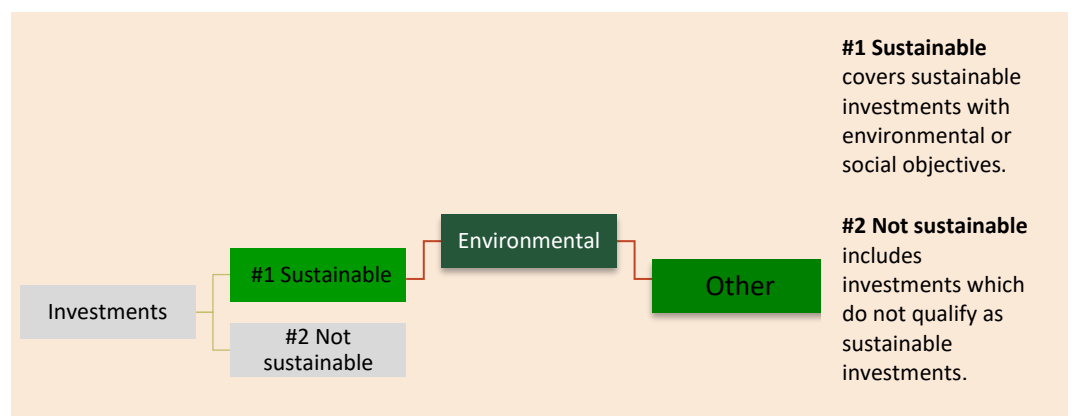 Investments
#1 Sustainable
#2 Not
sustainable
Environmental
Other
#1 Sustainable
covers sustainable
investments with
environmental or
social objectives.
#2 Not sustainable
includes
investments which
do not qualify as
sustainable
investments.